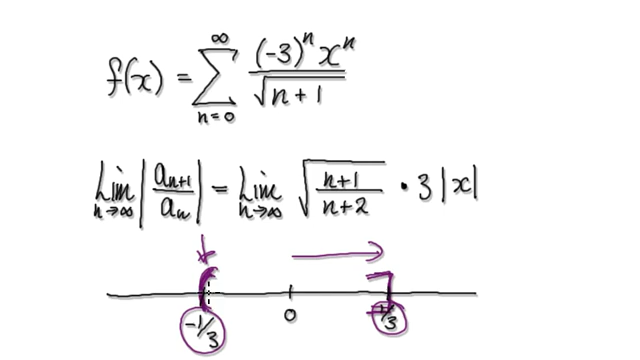 f(x) = ∑_{n=0}^{∞} (-3)^n x^n / √(n+1)
Lim_{n→∞} |a_{n+1}/a_n| = Lim_{n→∞} √((n+1)/(n+2)) · 3|x|
-1/3 0 1/3